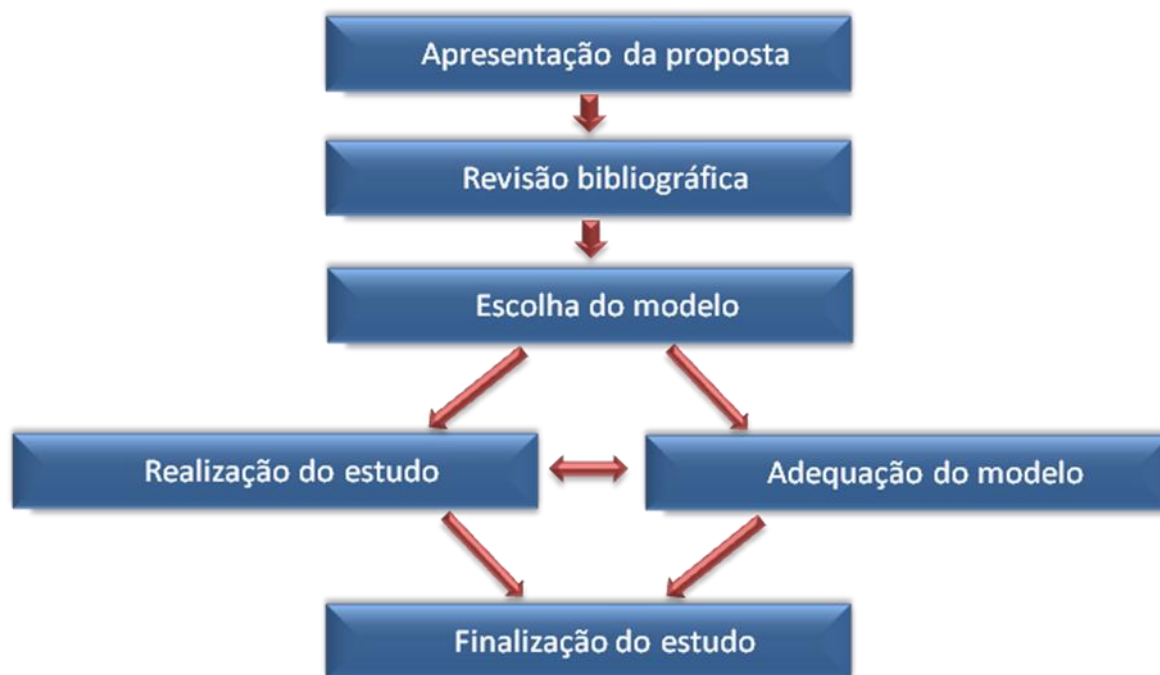 Apresentação da proposta
Revisão bibliográfica
Escolha do modelo
Realização do estudo
Adequação do modelo
Finalização do estudo